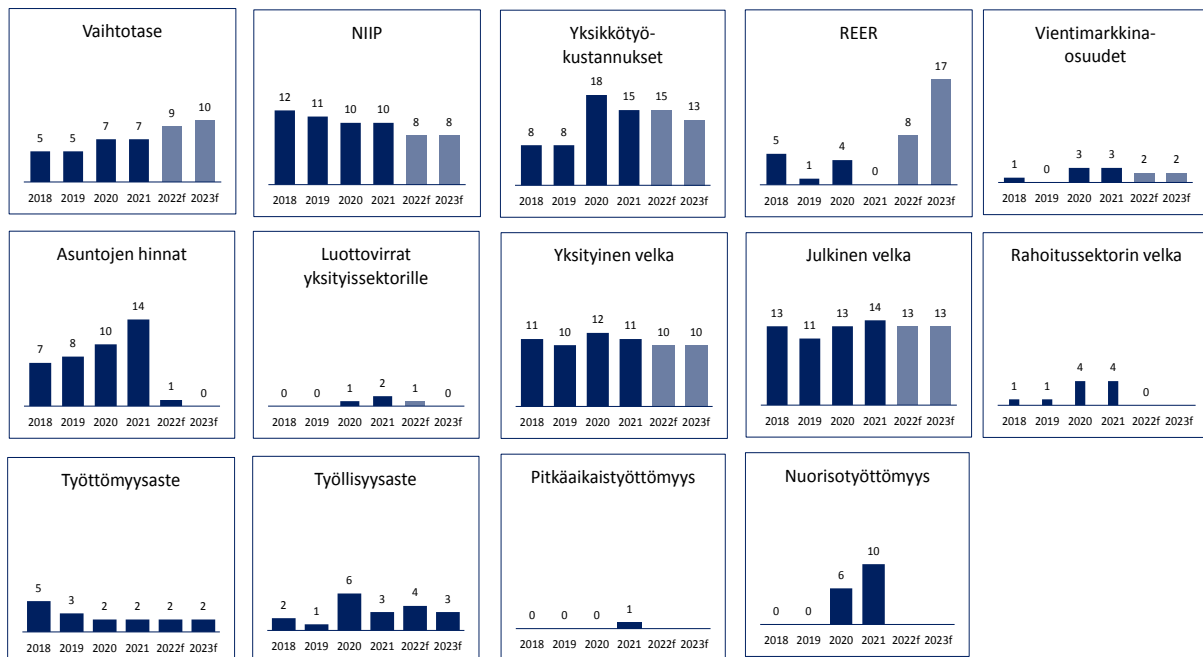 Vaihtotase
5 5 7 7 9 10
2018 2019 2020 2021 2022f 2023f
NIIP
12 11 10 10 8 8
2018 2019 2020 2021 2022f 2023f
Yksikkötyö-
kustannukset
8 8 18 15 15 13
2018 2019 2020 2021 2022f 2023f
REER
5 1 4 0 8 17
2018 2019 2020 2021 2022f 2023f
Vientimarkkina-
osuudet
1 0 3 3 2 2
2018 2019 2020 2021 2022f 2023f
Asuntojen hinnat
7 8 10 14 1 0
2018 2019 2020 2021 2022f 2023f
Luottovirrat
yksityissektorille
0 0 1 2 1 0
2018 2019 2020 2021 2022f 2023f
Yksityinen velka
11 10 12 11 10 10
2018 2019 2020 2021 2022f 2023f
Julkinen velka
13 11 13 14 13 13
2018 2019 2020 2021 2022f 2023f
Rahoitussektorin velka
1 1 4 4 0
2018 2019 2020 2021 2022f 2023f
Työttömyysaste
5 3 2 2 2 2
2018 2019 2020 2021 2022f 2023f
Työllisyysaste
2 1 6 3 4 3
2018 2019 2020 2021 2022f 2023f
Pitkäaikaistyöttömyys
0 0 0 1
2018 2019 2020 2021 2022f 2023f
Nuorisotyöttömyys
0 0 6 10
2018 2019 2020 2021 2022f 2023f